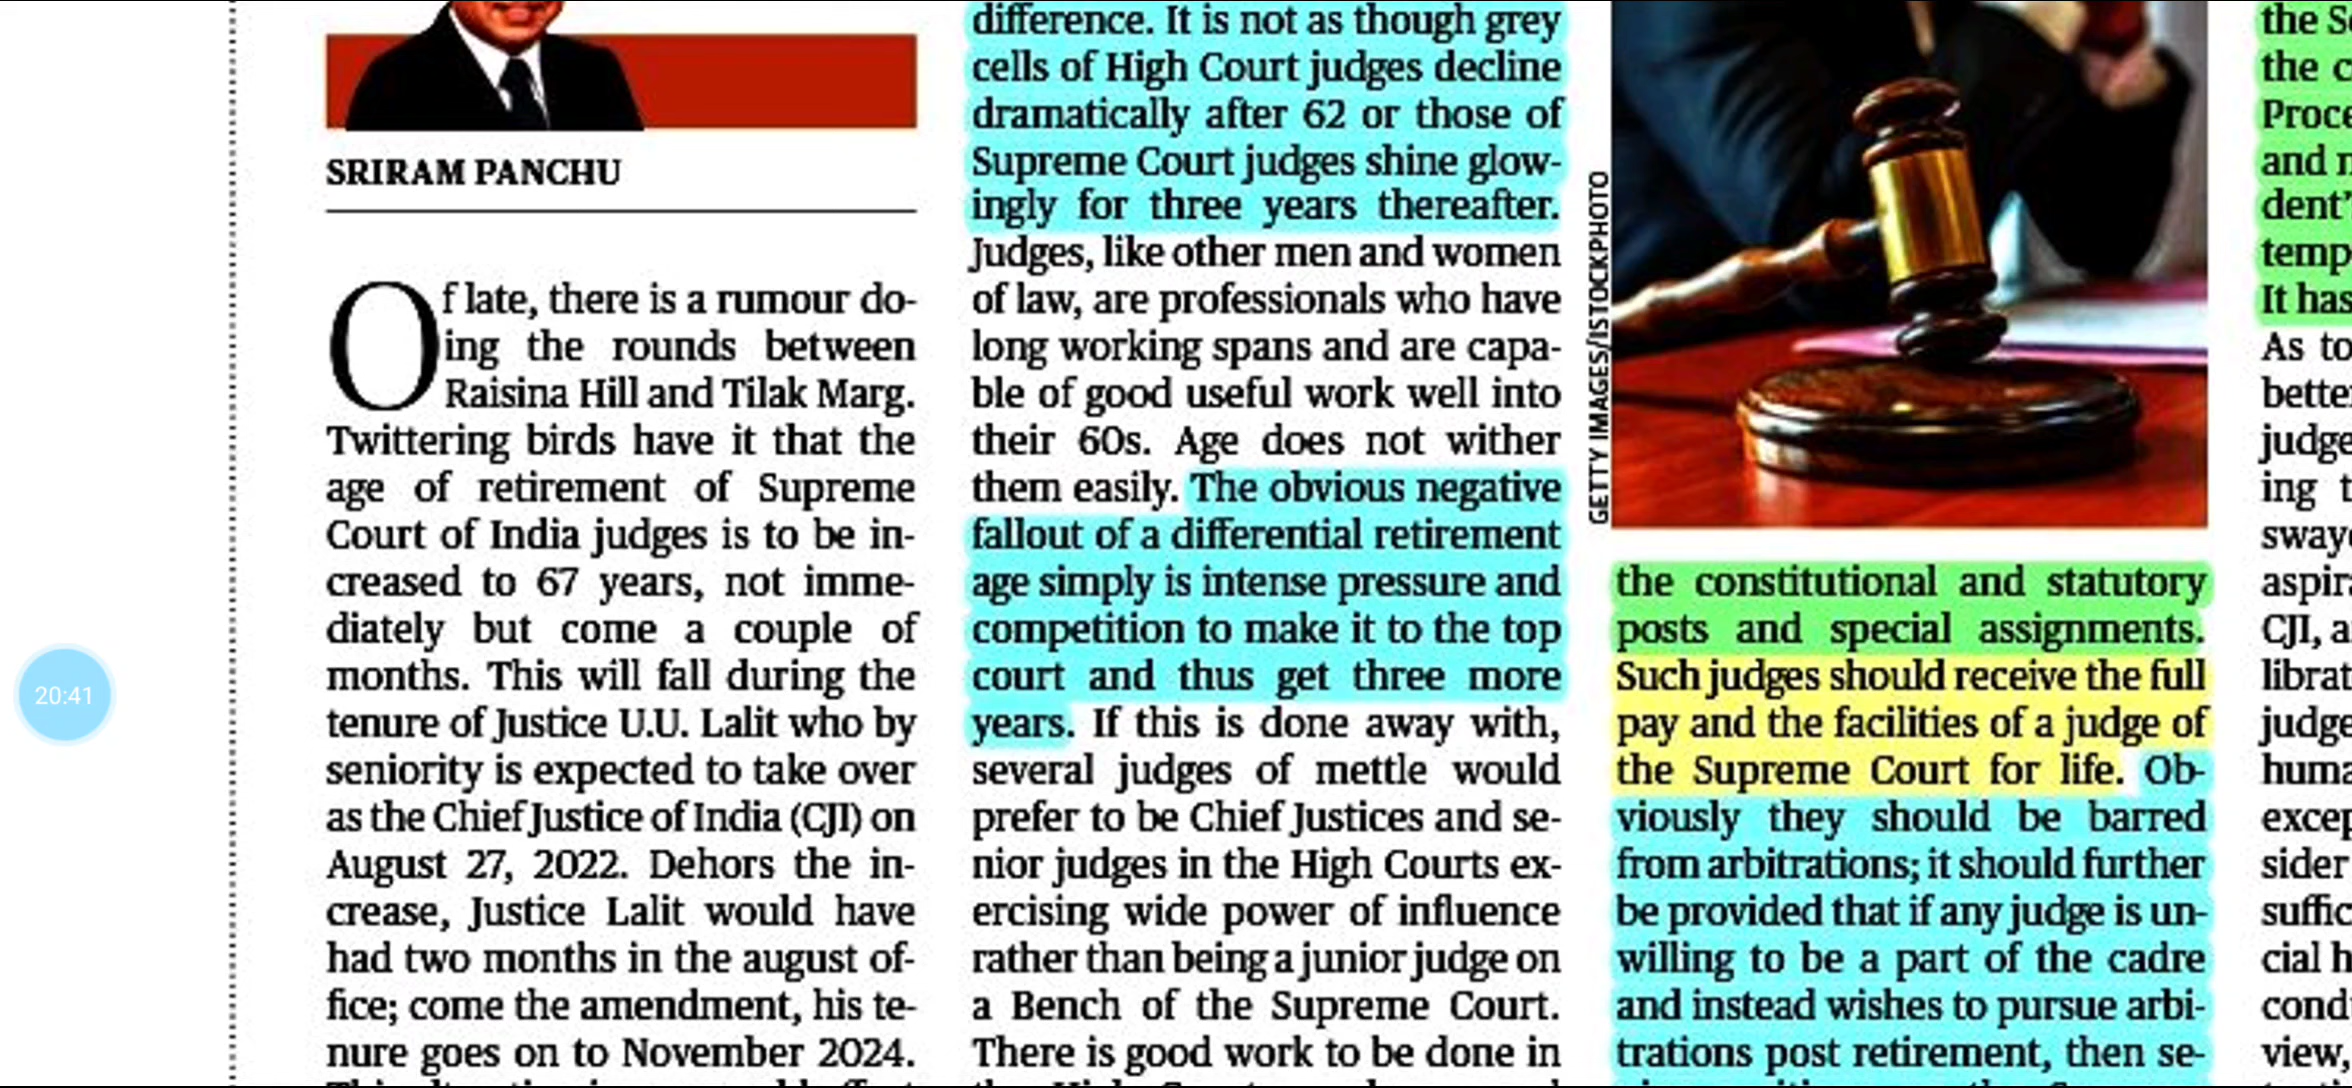 SRIRAM PANCHU
Of late, there is a rumour do-
ing the rounds between
Raisina Hill and Tilak Marg.
Twittering birds have it that the
age of retirement of Supreme
Court of India judges is to be in-
creased to 67 years, not imme-
diately but come a couple of
months. This will fall during the
tenure of Justice U.U. Lalit who by
seniority is expected to take over
as the Chief Justice of India (CJI) on
August 27, 2022. Dehors the in-
crease, Justice Lalit would have
had two months in the august of-
fice; come the amendment, his te-
nure goes on to November 2024.
difference. It is not as though grey
cells of High Court judges decline
dramatically after 62 or those of
Supreme Court judges shine glow-
ingly for three years thereafter.
Judges, like other men and women
of law, are professionals who have
long working spans and are capa-
ble of good useful work well into
their 60s. Age does not wither
them easily. The obvious negative
fallout of a differential retirement
age simply is intense pressure and
competition to make it to the top
court and thus get three more
years. If this is done away with,
several judges of mettle would
prefer to be Chief Justices and se-
nior judges in the High Courts ex-
ercising wide power of influence
rather than being a junior judge on
a Bench of the Supreme Court.
There is good work to be done in
GETTY IMAGES/ISTOCKPHOTO
the constitutional and statutory
posts and special assignments.
Such judges should receive the full
pay and the facilities of a judge of
the Supreme Court for life. Ob-
viously they should be barred
from arbitrations; it should further
be provided that if any judge is un-
willing to be a part of the cadre
and instead wishes to pursue arbi-
trations post retirement, then se-
the
the
and
It has
As to
judge
ing
CJI,
judge
cial
view.
20:41